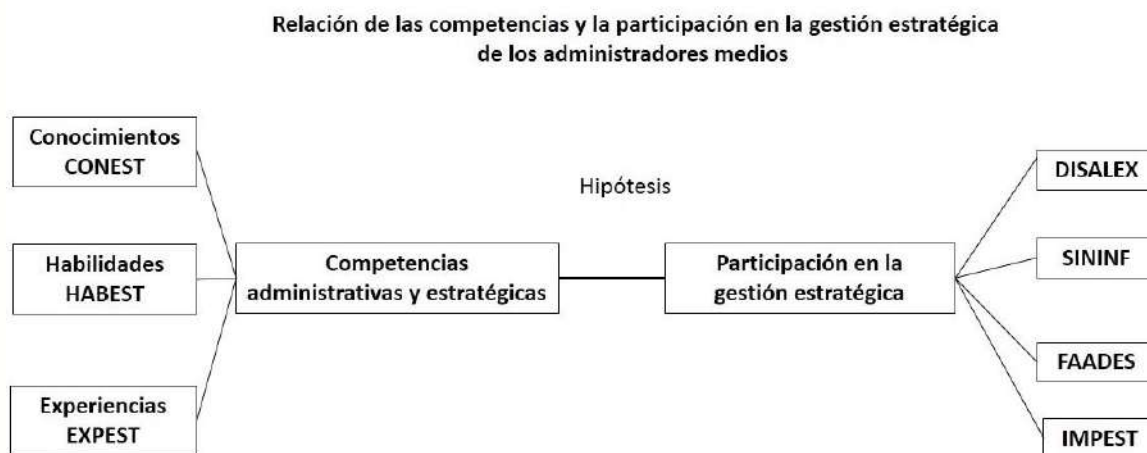 Relación de las competencias y la participación en la gestión estratégica
de los administradores medios
Conocimientos
CONEST
Habilidades
HABEST
Experiencias
EXPEST
Competencias
administrativas y estratégicas
Hipótesis
Participación en la
gestión estratégica
DISALEX
SININF
FAADES
IMPEST